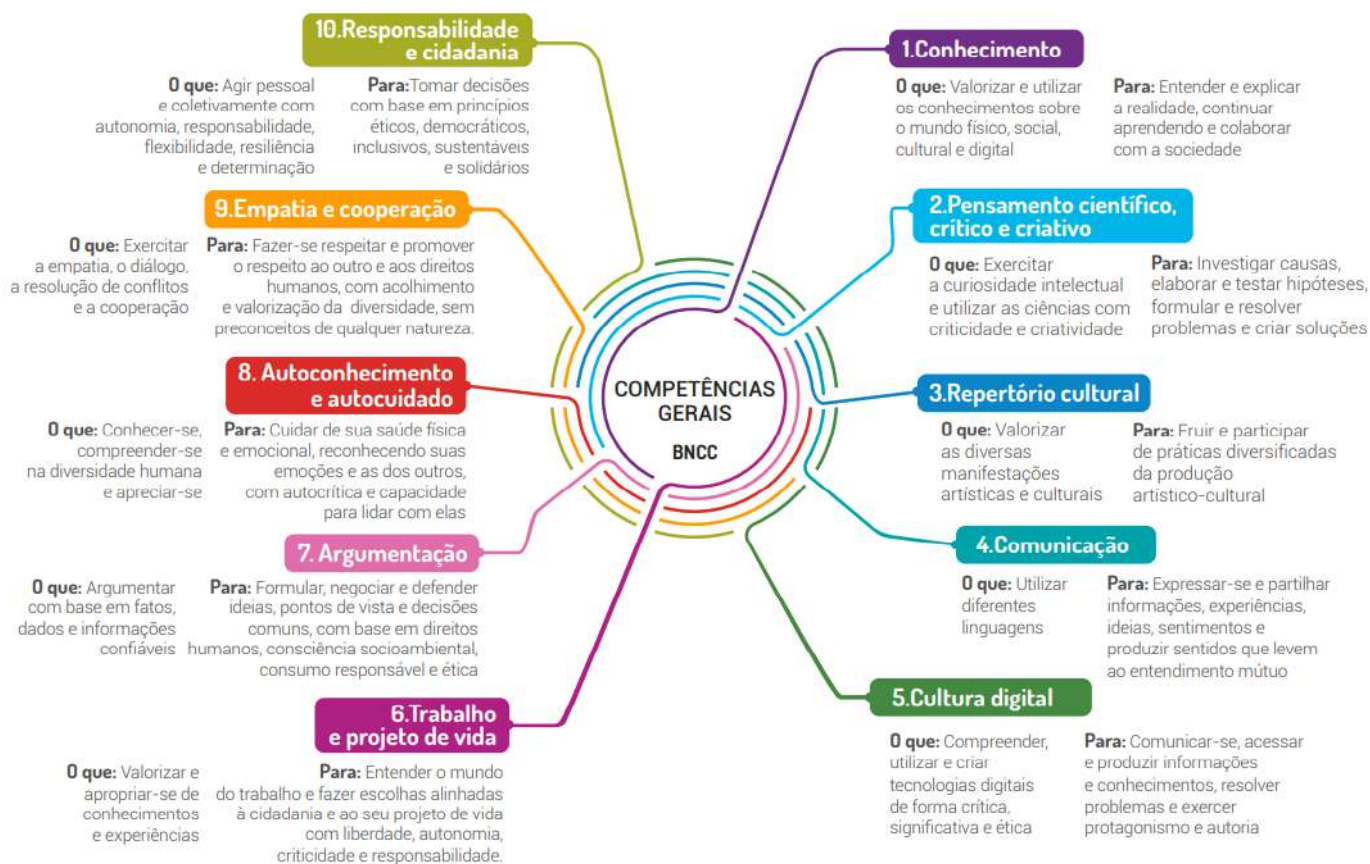 COMPETÊNCIAS
GERAIS
BNCC
1.Conhecimento
O que: Valorizar e utilizar
os conhecimentos sobre
o mundo físico, social,
cultural e digital
Para: Entender e explicar
a realidade, continuar
aprendendo e colaborar
com a sociedade
2.Pensamento científico,
crítico e criativo
O que: Exercitar
a curiosidade intelectual
e utilizar as ciências com
criticidade e criatividade
Para: Investigar causas,
elaborar e testar hipóteses,
formular e resolver
problemas e criar soluções
3.Repertório cultural
O que: Valorizar
as diversas
manifestações
artísticas e culturais
Para: Fruir e participar
de práticas diversificadas
da produção
artístico-cultural
4.Comunicação
O que: Utilizar
diferentes
linguagens
Para: Expressar-se e partilhar
informações, experiências,
ideias, sentimentos e
produzir sentidos que levem
ao entendimento mútuo
5.Cultura digital
O que: Compreender,
utilizar e criar
tecnologias digitais
de forma crítica,
significativa e ética
Para: Comunicar-se, acessar
e produzir informações
e conhecimentos, resolver
problemas e exercer
protagonismo e autoria
6.Trabalho
e projeto de vida
O que: Valorizar e
apropriar-se de
conhecimentos
e experiências
Para: Entender o mundo
do trabalho e fazer escolhas alinhadas
à cidadania e ao seu projeto de vida
com liberdade, autonomia,
criticidade e responsabilidade.
7. Argumentação
O que: Argumentar
com base em fatos,
dados e informações
confiáveis
Para: Formular, negociar e defender
ideias, pontos de vista e decisões
comuns, com base em direitos
humanos, consciência socioambiental,
consumo responsável e ética
8. Autoconhecimento
e autocuidado
O que: Conhecer-se,
compreender-se
na diversidade humana
e apreciar-se
Para: Cuidar de sua saúde física
e emocional, reconhecendo suas
emoções e as dos outros,
com autocrítica e capacidade
para lidar com elas
9.Empatia e cooperação
O que: Exercitar
a empatia, o diálogo,
a resolução de conflitos
e a cooperação
Para: Fazer-se respeitar e promover
o respeito ao outro e aos direitos
humanos, com acolhimento
e valorização da diversidade, sem
preconceitos de qualquer natureza.
10.Responsabilidade
e cidadania
O que: Agir pessoal
e coletivamente com
autonomia, responsabilidade,
flexibilidade, resiliência
e determinação
Para:Tomar decisões
com base em princípios
éticos, democráticos,
inclusivos, sustentáveis
e solidários